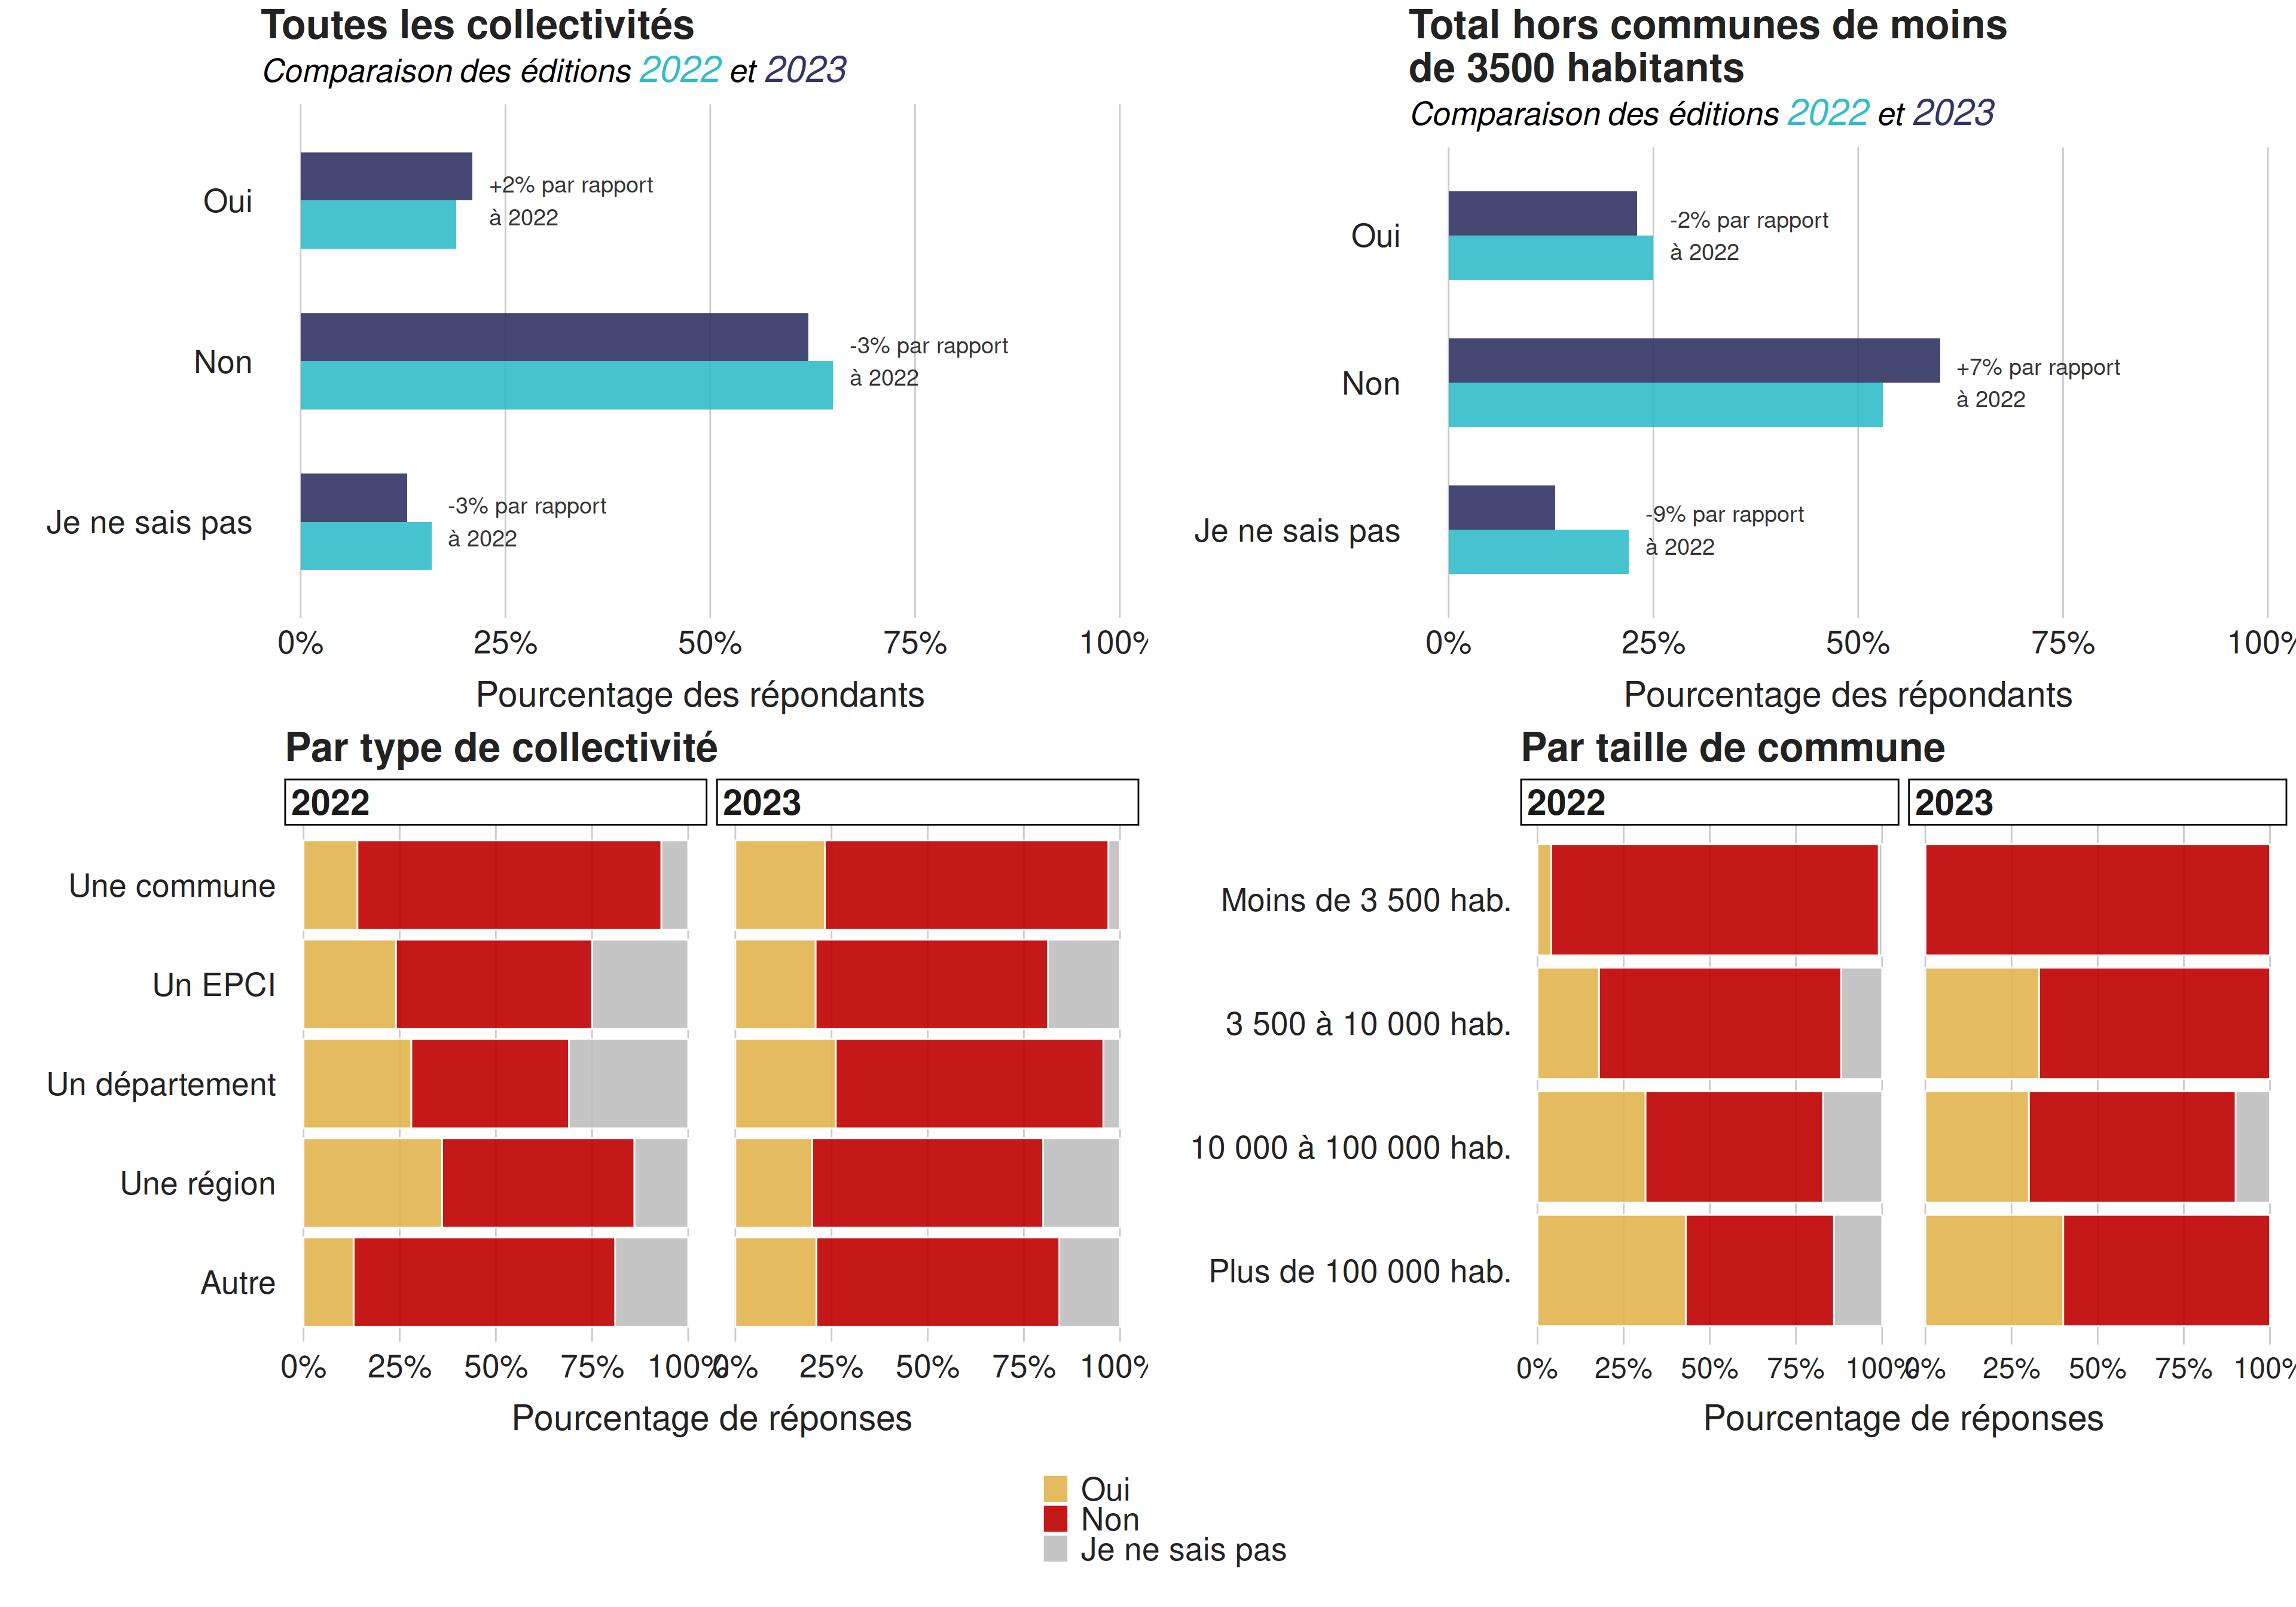 Toutes les collectivités
Comparaison des éditions 2022 et 2023
Oui
+2% par rapport
à 2022
Non
-3% par rapport
à 2022
Je ne sais pas
-3% par rapport
à 2022
0% 25% 50% 75% 100%
Pourcentage des répondants
Total hors communes de moins
de 3500 habitants
Comparaison des éditions 2022 et 2023
Oui
-2% par rapport
à 2022
Non
+7% par rapport
à 2022
Je ne sais pas
-9% par rapport
à 2022
0% 25% 50% 75% 100%
Pourcentage des répondants
Par type de collectivité
2022 2023
Une commune
Un EPCI
Un département
Une région
Autre
0% 25% 50% 75% 100% 0% 25% 50% 75% 100%
Pourcentage de réponses
Par taille de commune
2022 2023
Moins de 3 500 hab.
3 500 à 10 000 hab.
10 000 à 100 000 hab.
Plus de 100 000 hab.
0% 25% 50% 75% 100% 0% 25% 50% 75% 100%
Pourcentage de réponses
Oui
Non
Je ne sais pas